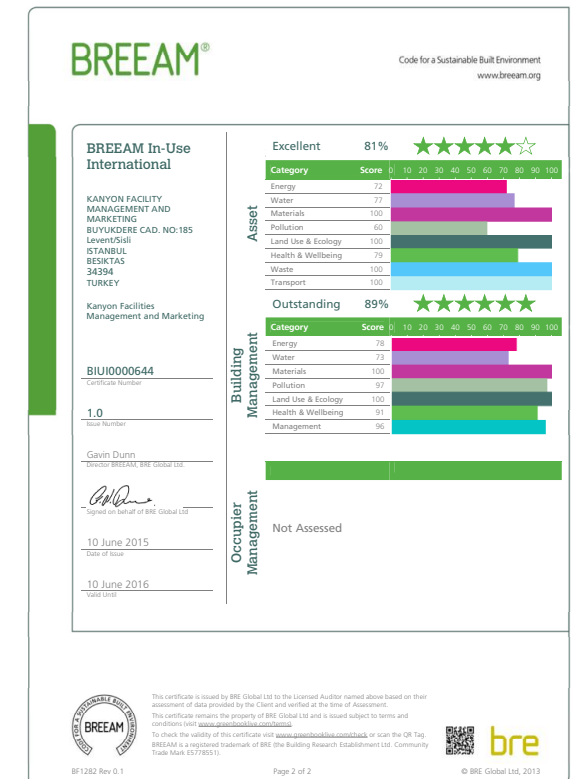 BREEAM®
Code for a Sustainable Built Environment
www.breeam.org
BREEAM In-Use
International
KANYON FACILITY
MANAGEMENT AND
MARKETING
BUYUKDERE CAD. NO:185
Levent/Sisli
ISTANBUL
BESIKTAS
34394
TURKEY
Kanyon Facilities
Management and Marketing
BIUI0000644
Certificate Number
1.0
Issue Number
Gavin Dunn
Director BREEAM, BRE Global Ltd.
Signed on behalf of BRE Global Ltd
10 June 2015
Date of Issue
10 June 2016
Valid Until
Asset
Excellent 81%
Category Score 0 10 20 30 40 50 60 70 80 90 100
Energy 72
Water 77
Materials 100
Pollution 60
Land Use & Ecology 100
Health & Wellbeing 79
Waste 100
Transport 100
Building
Management
Outstanding 89%
Category Score 0 10 20 30 40 50 60 70 80 90 100
Energy 78
Water 73
Materials 100
Pollution 97
Land Use & Ecology 100
Health & Wellbeing 91
Management 96
Occupier
Management
Not Assessed
CODE FOR A SUSTAINABLE BUILT ENVIRONMENT
BREEAM
This certificate is issued by BRE Global Ltd to the Licensed Auditor named above based on their
assessment of data provided by the Client and verified at the time of Assessment.
This certificate remains the property of BRE Global Ltd and is issued subject to terms and
conditions (visit www.greenbooklive.com/terms).
To check the validity of this certificate visit www.greenbooklive.com/check or scan the QR Tag.
BREEAM is a registered trademark of BRE (the Building Research Establishment Ltd. Community
Trade Mark E5778551).
bre
BF1282 Rev 0.1
Page 2 of 2
© BRE Global Ltd, 2013